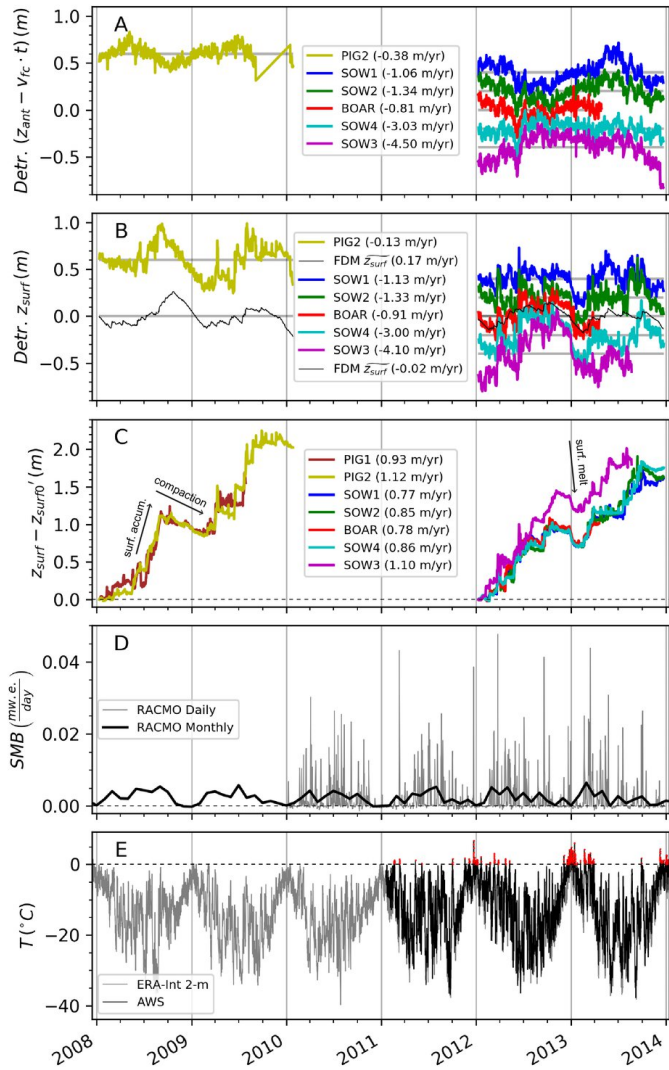 A
Detr. (z_ant − v_fc · t) (m)
1.0
0.5
0.0
−0.5
PIG2 (-0.38 m/yr)
SOW1 (-1.06 m/yr)
SOW2 (-1.34 m/yr)
BOAR (-0.81 m/yr)
SOW4 (-3.03 m/yr)
SOW3 (-4.50 m/yr)
B
Detr. z_surf (m)
1.0
0.5
0.0
−0.5
PIG2 (-0.13 m/yr)
FDM z_surf (0.17 m/yr)
SOW1 (-1.13 m/yr)
SOW2 (-1.33 m/yr)
BOAR (-0.91 m/yr)
SOW4 (-3.00 m/yr)
SOW3 (-4.10 m/yr)
FDM z_surf (-0.02 m/yr)
C
z_surf − z_surf0′ (m)
2.0
1.5
1.0
0.5
0.0
surf. accum.
compaction
PIG1 (0.93 m/yr)
PIG2 (1.12 m/yr)
SOW1 (0.77 m/yr)
SOW2 (0.85 m/yr)
BOAR (0.78 m/yr)
SOW4 (0.86 m/yr)
SOW3 (1.10 m/yr)
surf. melt
D
SMB (mw.e./day)
0.04
0.02
0.00
RACMO Daily
RACMO Monthly
E
T (°C)
0
−20
−40
ERA-Int 2-m
AWS
2008
2009
2010
2011
2012
2013
2014